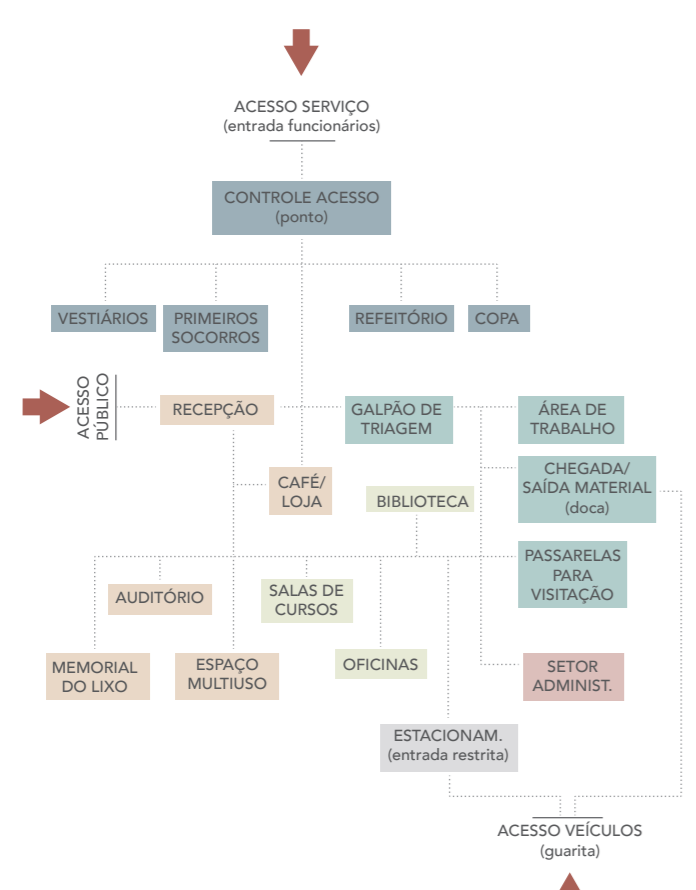 ACESSO SERVIÇO
(entrada funcionários)
CONTROLE ACESSO
(ponto)
VESTIÁRIOS
PRIMEIROS
SOCORROS
REFEITÓRIO
COPA
ACESSO
PÚBLICO
RECEPÇÃO
GALPÃO DE
TRIAGEM
ÁREA DE
TRABALHO
CAFÉ/
LOJA
BIBLIOTECA
CHEGADA/
SAÍDA MATERIAL
(doca)
AUDITÓRIO
SALAS DE
CURSOS
PASSARELAS
PARA
VISITAÇÃO
MEMORIAL
DO LIXO
ESPAÇO
MULTIUSO
OFICINAS
SETOR
ADMINIST.
ESTACIONAM.
(entrada restrita)
ACESSO VEÍCULOS
(guarita)